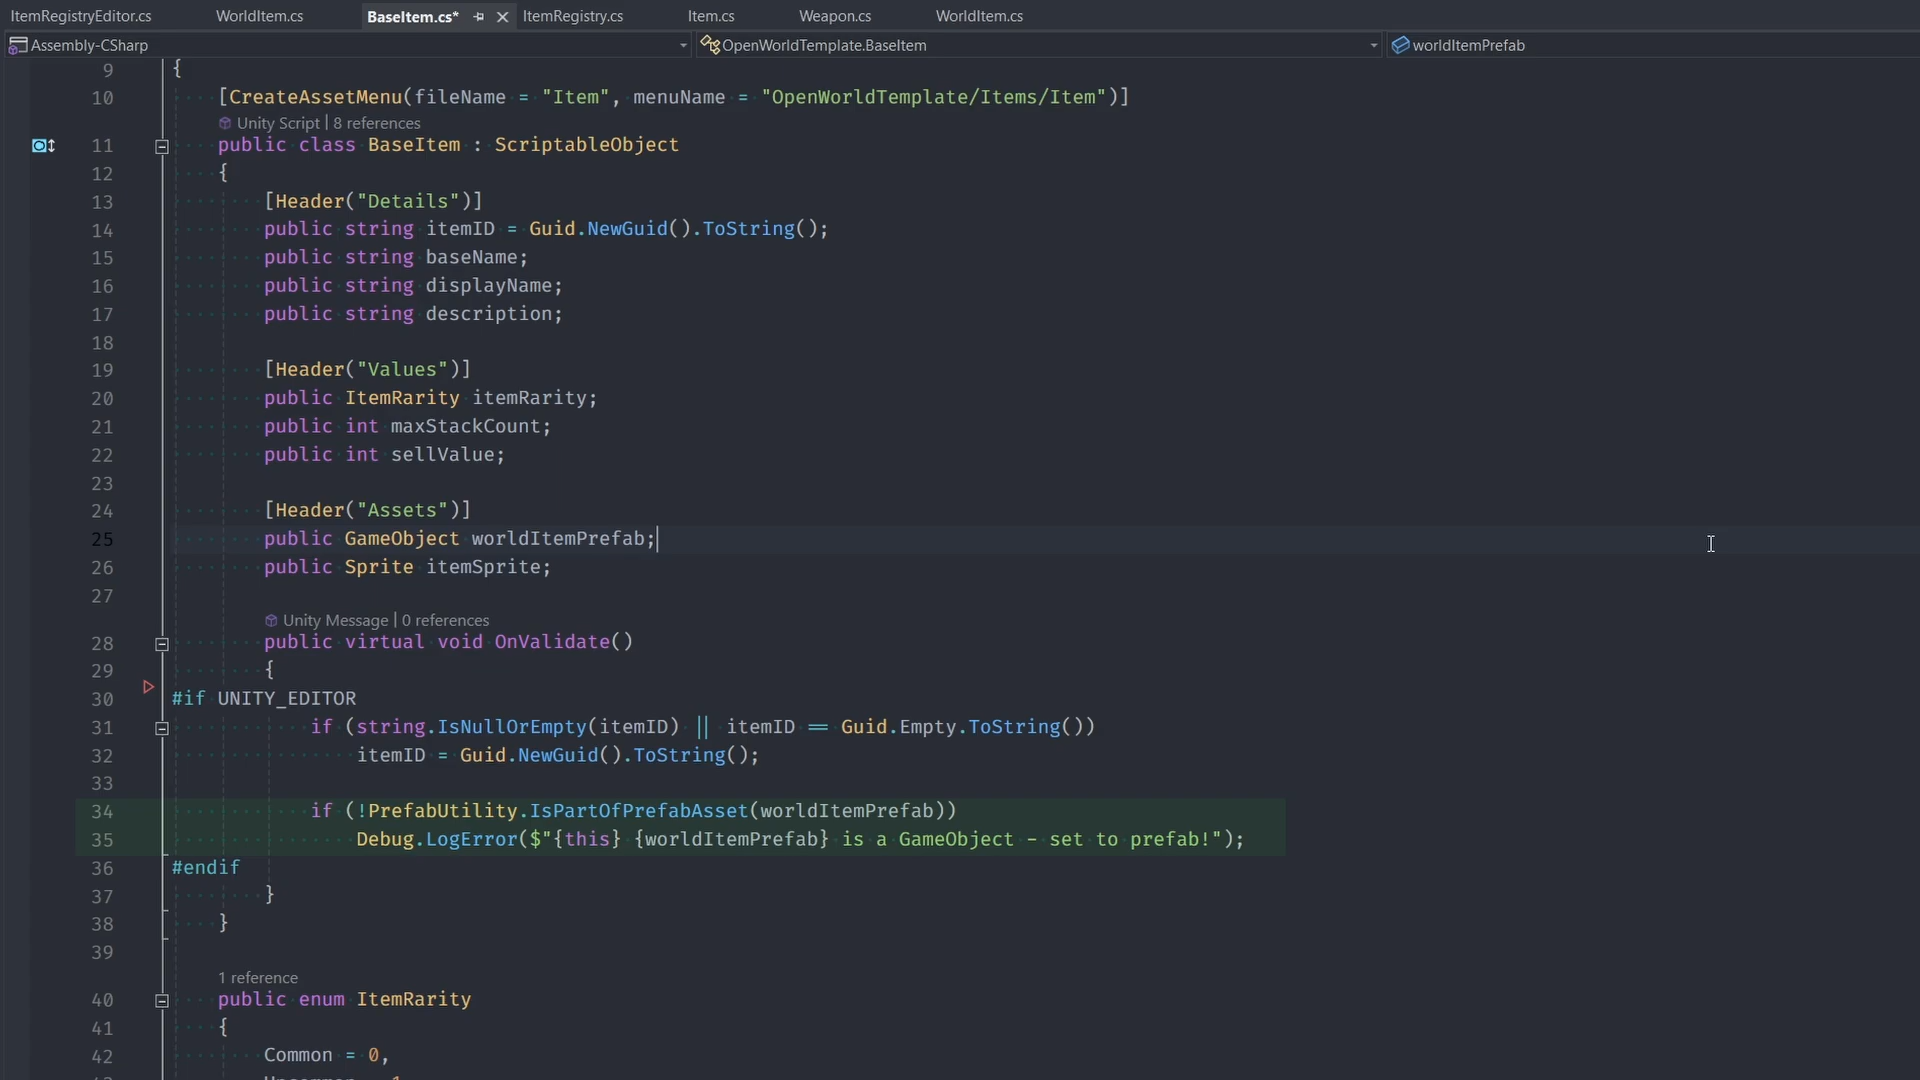 ItemRegistryEditor.cs WorldItem.cs BaseItem.cs* ItemRegistry.cs Item.cs Weapon.cs WorldItem.cs
Assembly-CSharp OpenWorldTemplate.BaseItem worldItemPrefab
9 {
10 [CreateAssetMenu(fileName = "Item", menuName = "OpenWorldTemplate/Items/Item")]
Unity Script | 8 references
11 public class BaseItem : ScriptableObject
12 {
13 [Header("Details")]
14 public string itemID = Guid.NewGuid().ToString();
15 public string baseName;
16 public string displayName;
17 public string description;
18
19 [Header("Values")]
20 public ItemRarity itemRarity;
21 public int maxStackCount;
22 public int sellValue;
23
24 [Header("Assets")]
25 public GameObject worldItemPrefab;
26 public Sprite itemSprite;
27
Unity Message | 0 references
28 public virtual void OnValidate()
29 {
30 #if UNITY_EDITOR
31 if (string.IsNullOrEmpty(itemID) || itemID == Guid.Empty.ToString())
32 itemID = Guid.NewGuid().ToString();
33
34 if (!PrefabUtility.IsPartOfPrefabAsset(worldItemPrefab))
35 Debug.LogError($"{this} {worldItemPrefab} is a GameObject - set to prefab!");
36 #endif
37 }
38 }
39
1 reference
40 public enum ItemRarity
41 {
42 Common = 0,